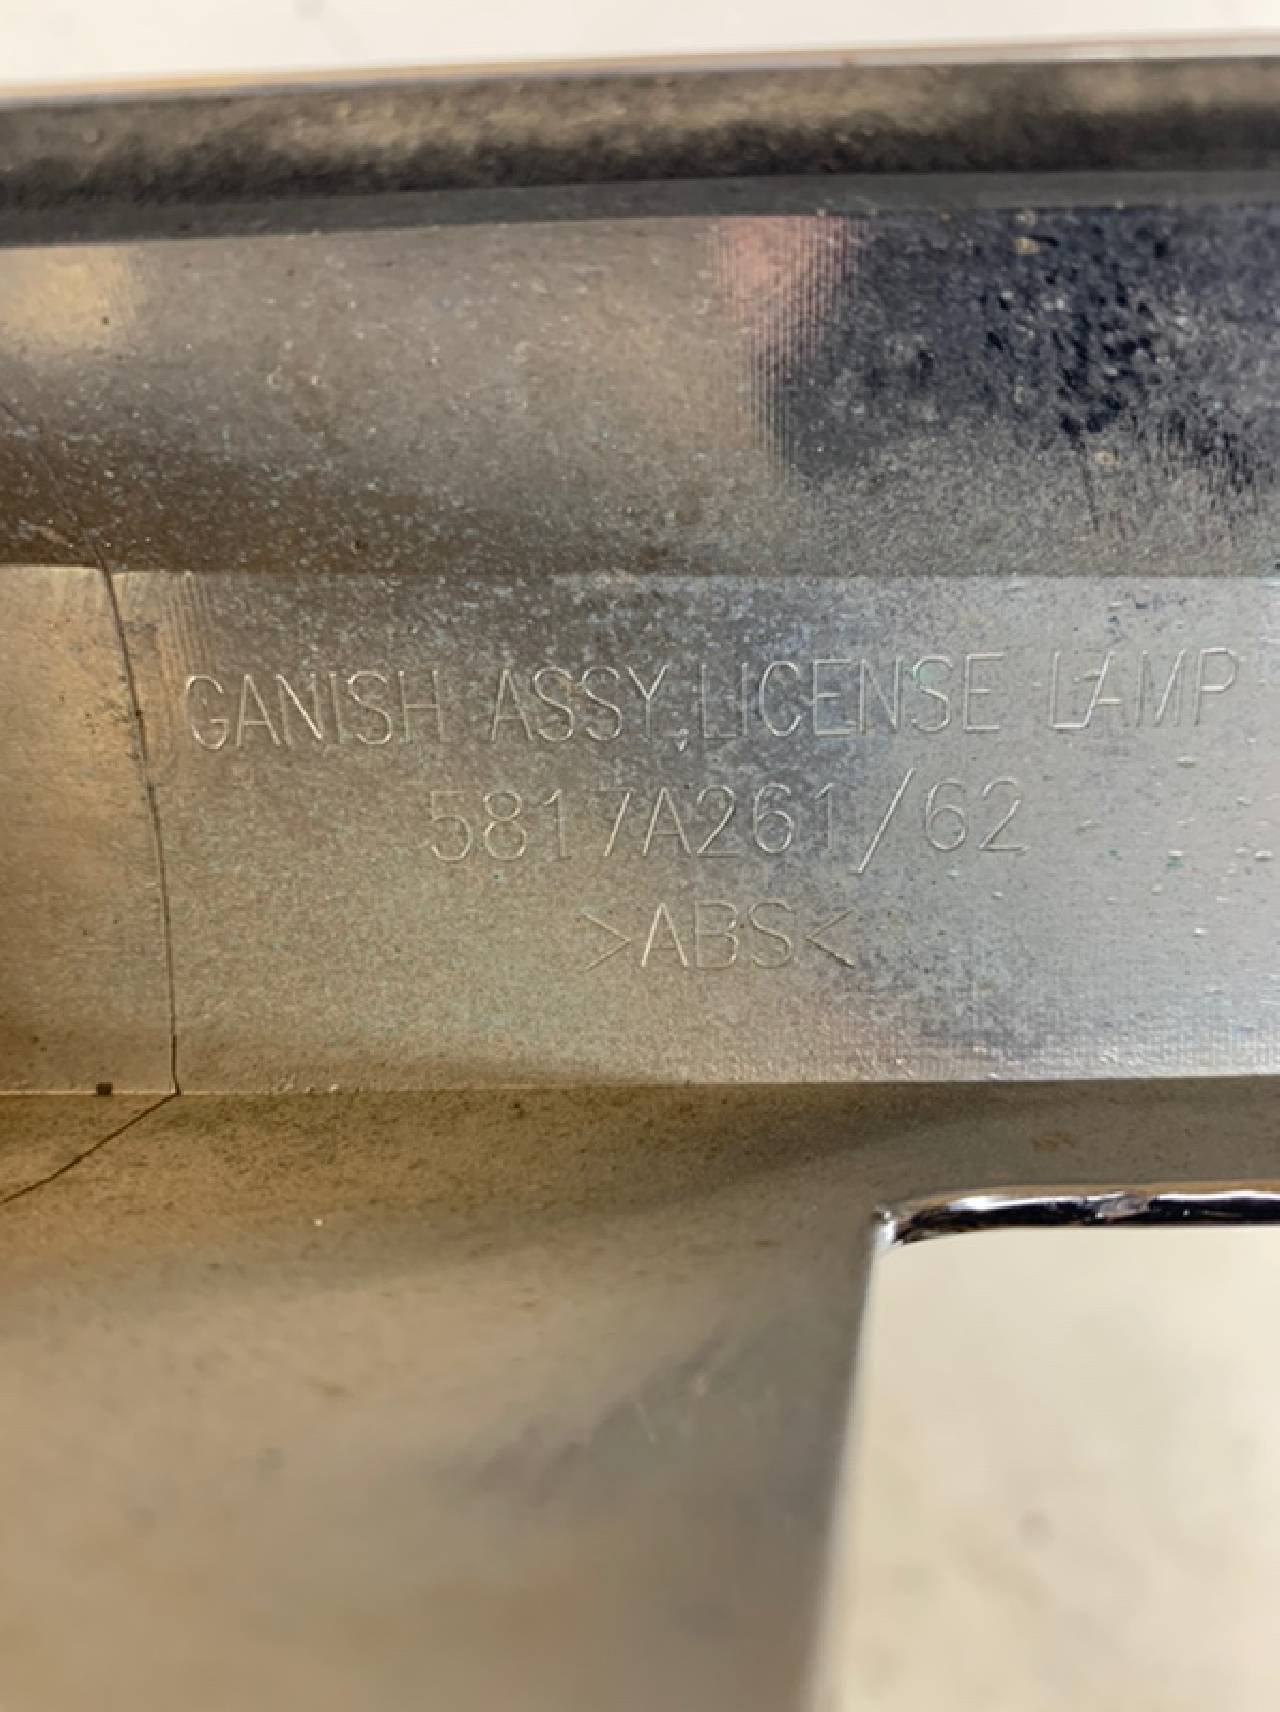 GANISH ASSY,LICENSE LAMP
5817A261/62
>ABS<